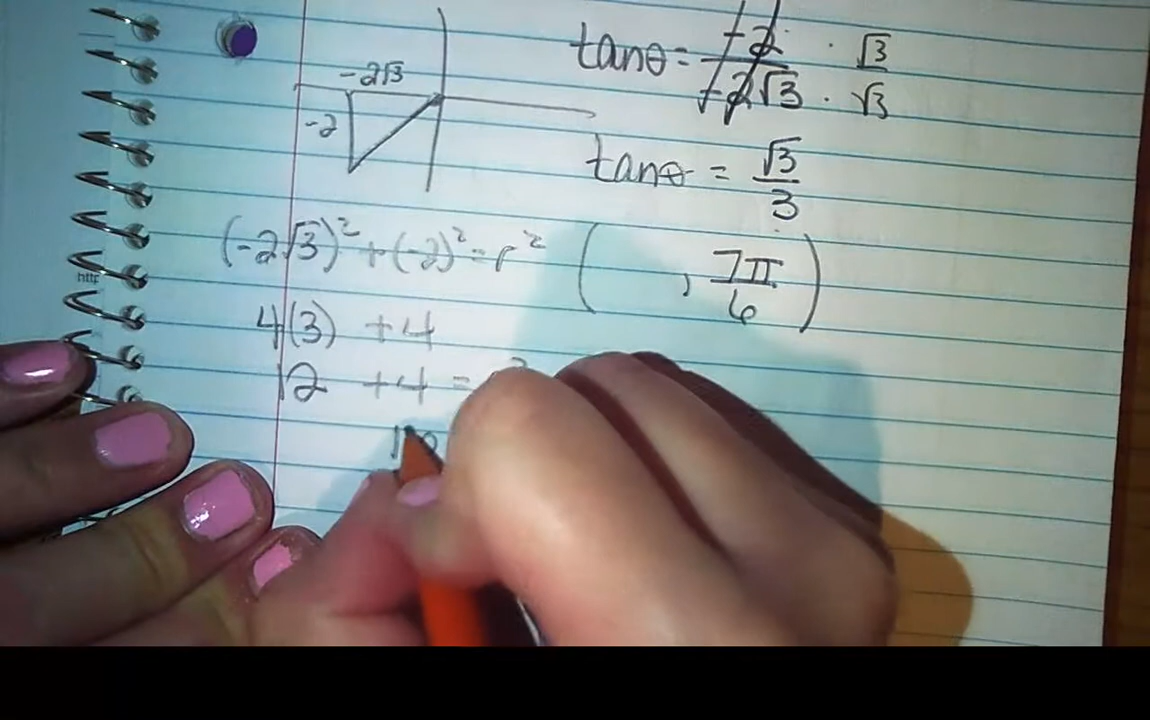 -2√3
-2
tanθ = -2/-2√3 · √3/√3
tanθ = √3/3
(-2√3)² + (-2)² = r²
( , 7π/6)
4(3) + 4
12 + 4 =
http